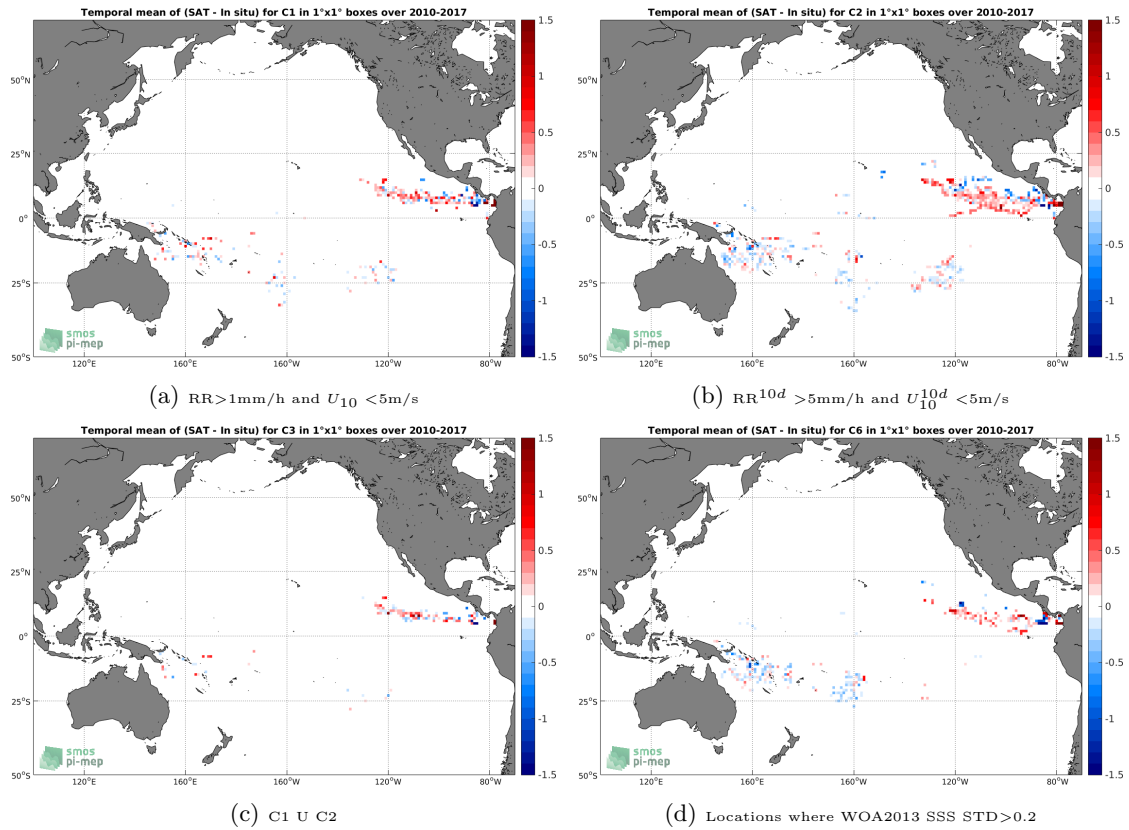 Temporal mean of (SAT - In situ) for C1 in 1°x1° boxes over 2010-2017
50°N
25°N
0°
25°S
50°S
120°E
160°E
160°W
120°W
80°W
1.5
1
0.5
0
-0.5
-1
-1.5
smos
pi-mep
(a) RR>1mm/h and U10 <5m/s
Temporal mean of (SAT - In situ) for C2 in 1°x1° boxes over 2010-2017
50°N
25°N
0°
25°S
50°S
120°E
160°E
160°W
120°W
80°W
1.5
1
0.5
0
-0.5
-1
-1.5
smos
pi-mep
(b) RR10d >5mm/h and U10d10 <5m/s
Temporal mean of (SAT - In situ) for C3 in 1°x1° boxes over 2010-2017
50°N
25°N
0°
25°S
50°S
120°E
160°E
160°W
120°W
80°W
1.5
1
0.5
0
-0.5
-1
-1.5
smos
pi-mep
(c) C1 U C2
Temporal mean of (SAT - In situ) for C6 in 1°x1° boxes over 2010-2017
50°N
25°N
0°
25°S
50°S
120°E
160°E
160°W
120°W
80°W
1.5
1
0.5
0
-0.5
-1
-1.5
smos
pi-mep
(d) Locations where WOA2013 SSS STD>0.2